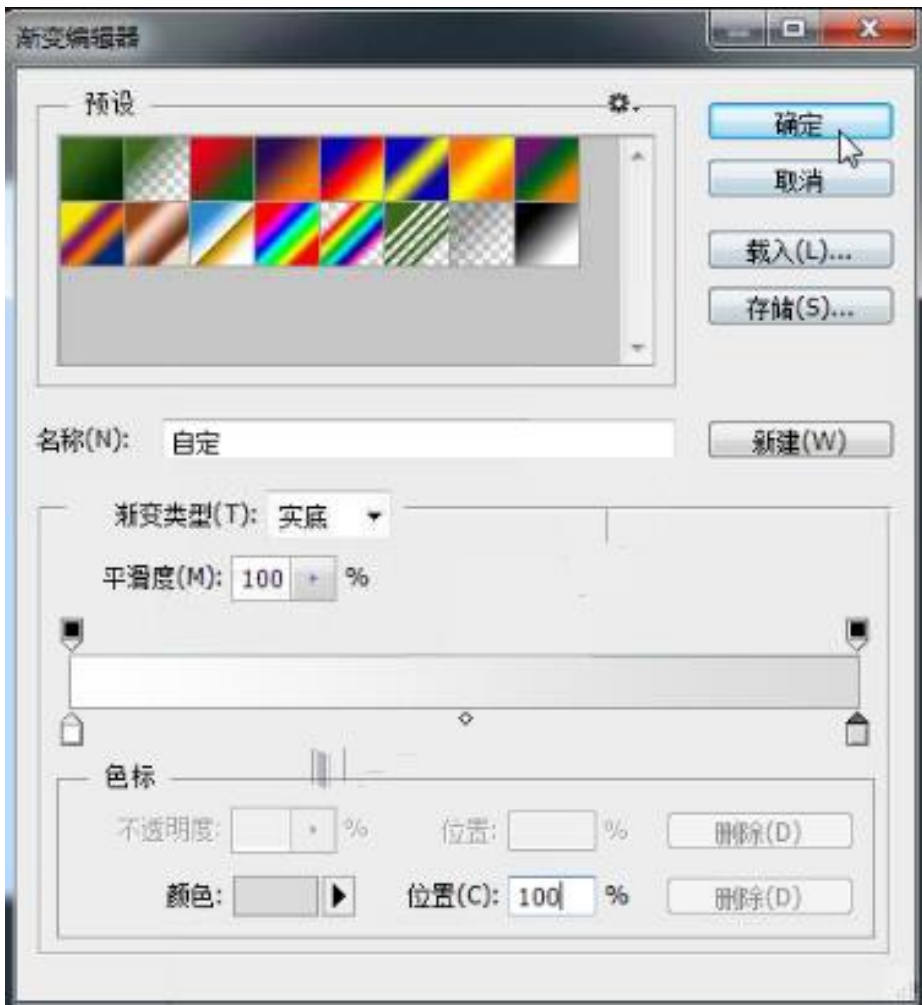 渐变编辑器
预设
确定
取消
载入(L)...
存储(S)...
名称(N): 自定
新建(W)
渐变类型(T): 实底
平滑度(M): 100 %
色标
不透明度: % 位置: % 删除(D)
颜色: 位置(C): 100 % 删除(D)